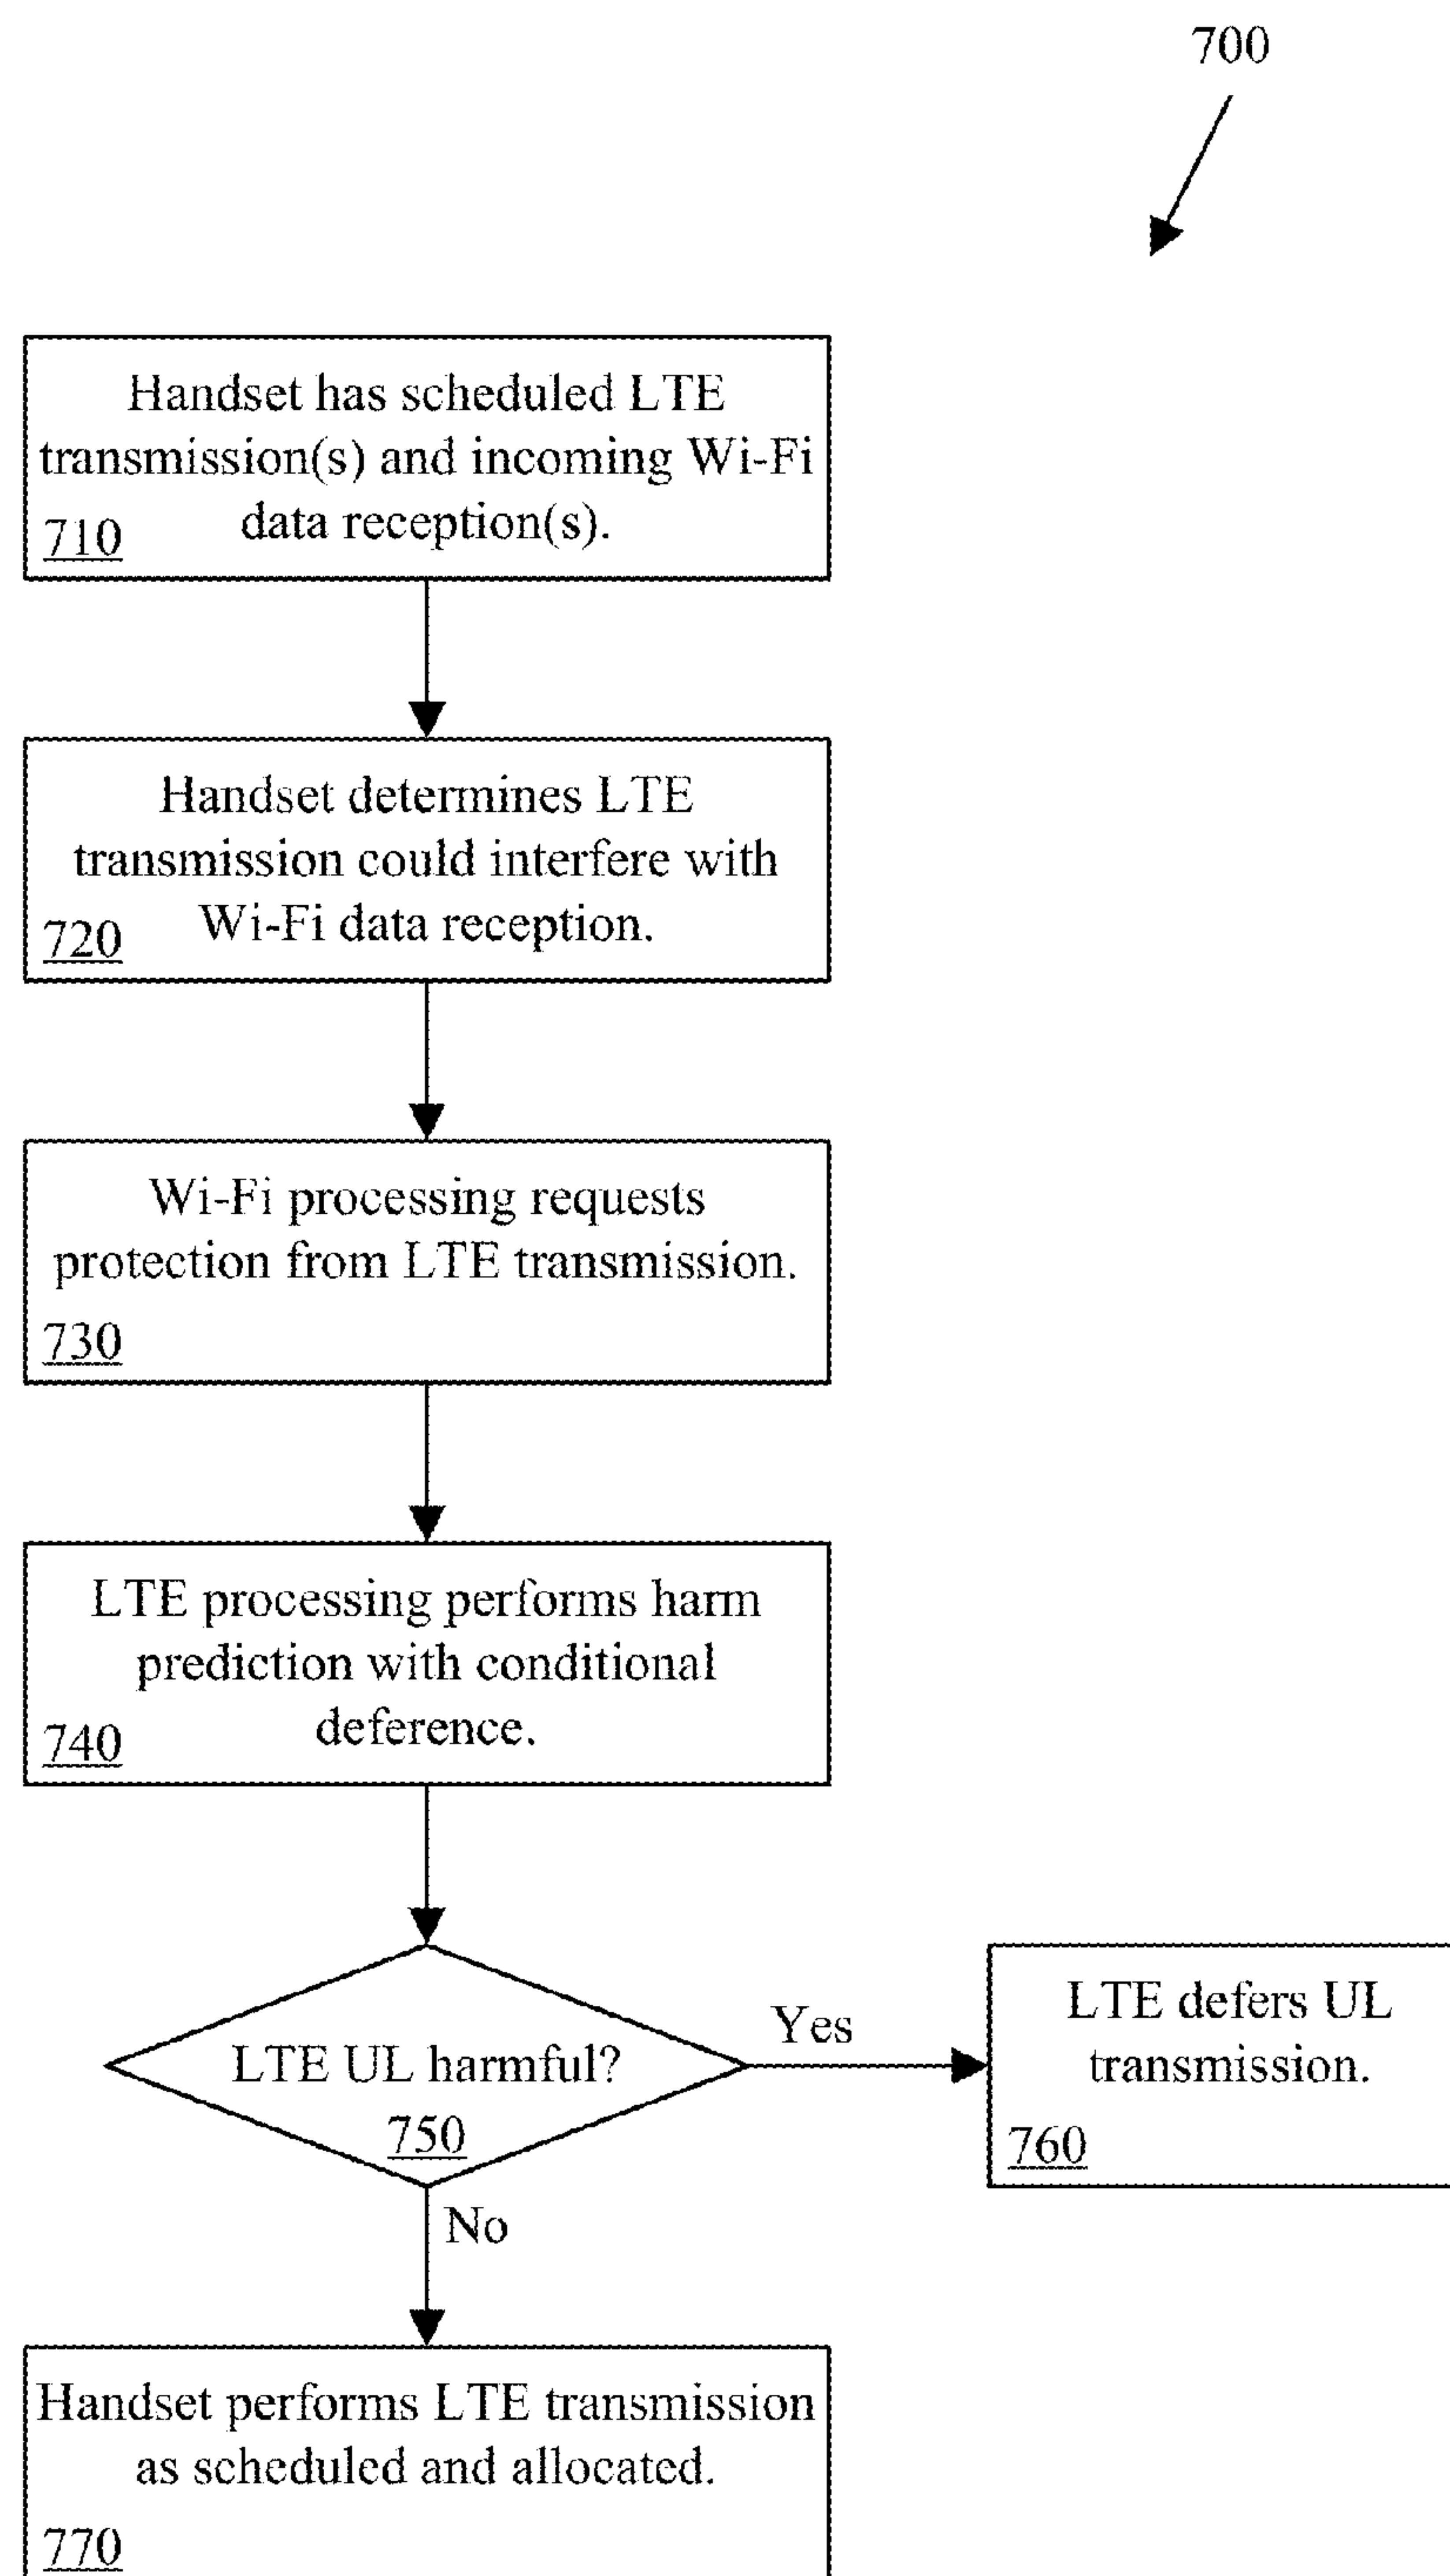 700
Handset has scheduled LTE
transmission(s) and incoming Wi-Fi
data reception(s).
710
Handset determines LTE
transmission could interfere with
Wi-Fi data reception.
720
Wi-Fi processing requests
protection from LTE transmission.
730
LTE processing performs harm
prediction with conditional
deference.
740
LTE UL harmful?
750
Yes
LTE defers UL
transmission.
760
No
Handset performs LTE transmission
as scheduled and allocated.
770